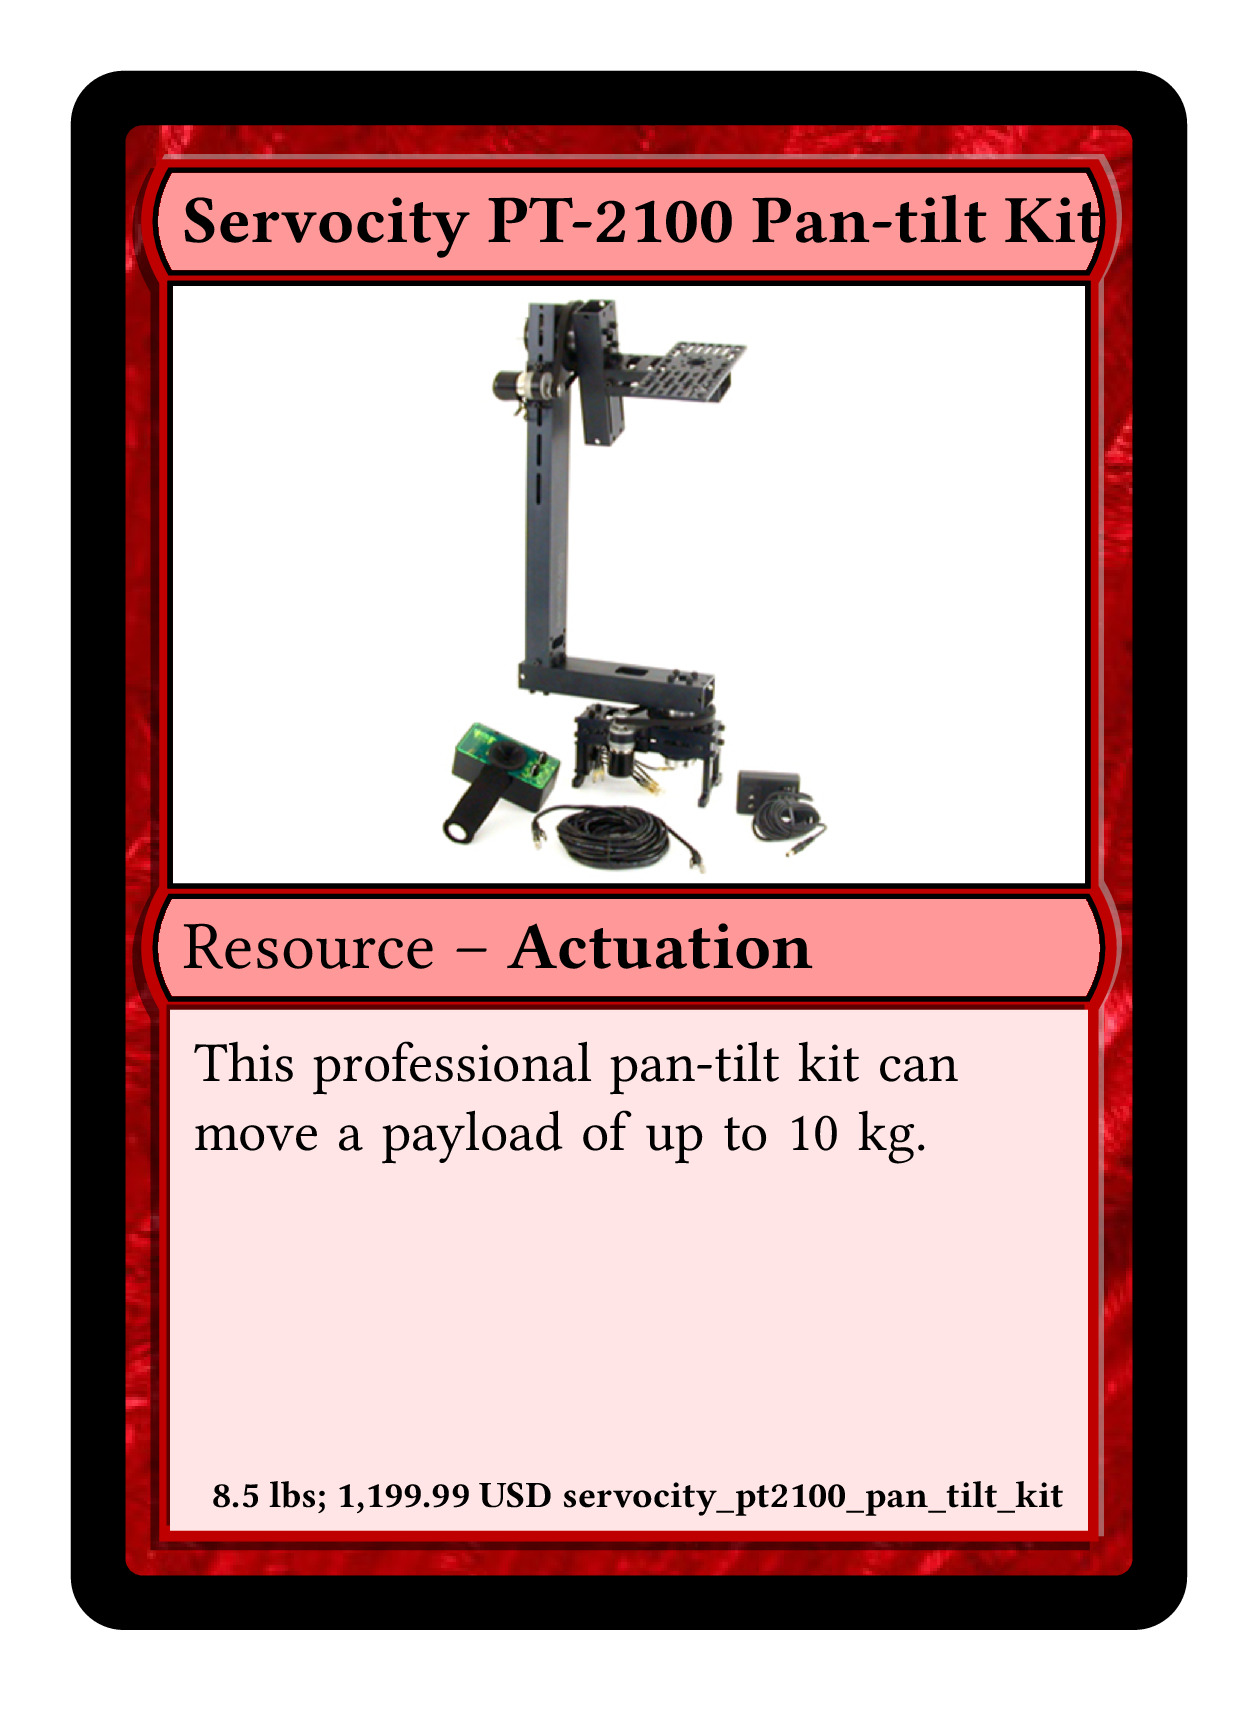 Servocity PT-2100 Pan-tilt Kit
Resource – Actuation
This professional pan-tilt kit can
move a payload of up to 10 kg.
8.5 lbs; 1,199.99 USD servocity_pt2100_pan_tilt_kit